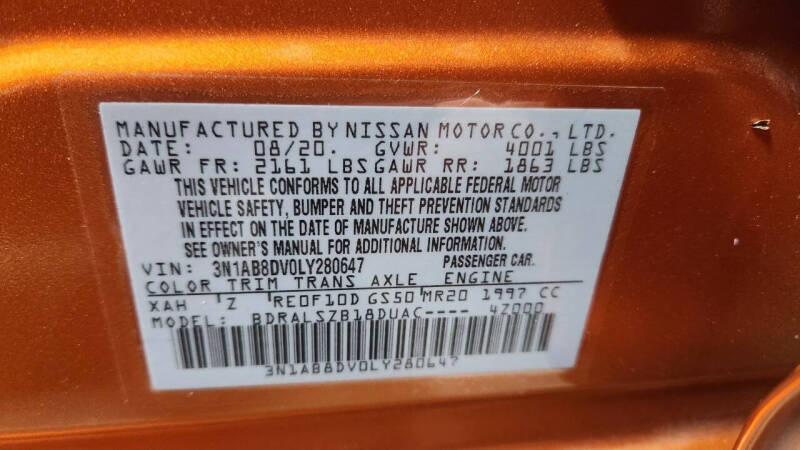 MANUFACTURED BY NISSAN MOTOR CO., LTD.
DATE: 08/20. GVWR: 4001 LBS
GAWR FR: 2161 LBS GAWR RR: 1863 LBS
THIS VEHICLE CONFORMS TO ALL APPLICABLE FEDERAL MOTOR
VEHICLE SAFETY, BUMPER AND THEFT PREVENTION STANDARDS
IN EFFECT ON THE DATE OF MANUFACTURE SHOWN ABOVE.
SEE OWNER'S MANUAL FOR ADDITIONAL INFORMATION.
VIN: 3N1AB8DV0LY280647 PASSENGER CAR.
COLOR TRIM TRANS AXLE ENGINE
XAH Z RE0F10D GS50 MR20 1997 CC
MODEL: BDRALSZB18DUAC---- 4Z000
3N1AB8DV0LY280647